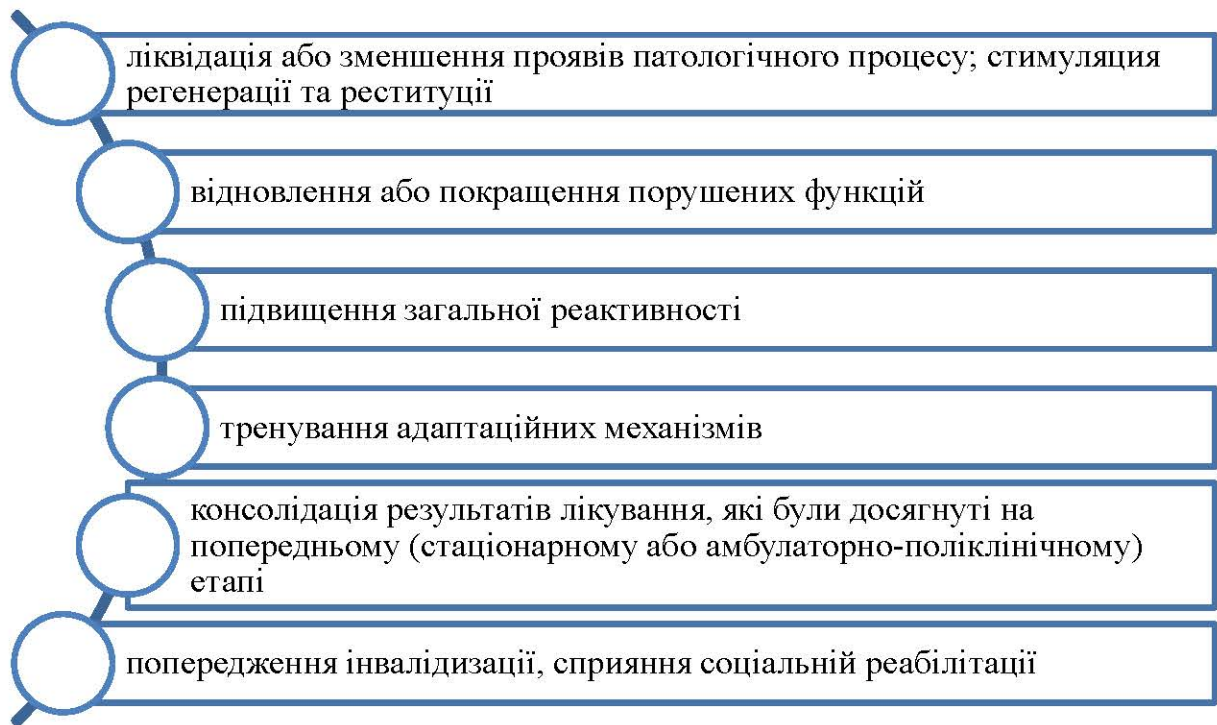 ліквідація або зменшення проявів патологічного процесу; стимуляция
регенерації та реституції
відновлення або покращення порушених функцій
підвищення загальної реактивності
тренування адаптаційних механізмів
консолідація результатів лікування, які були досягнуті на
попередньому (стаціонарному або амбулаторно-поліклінічному)
етапі
попередження інвалідизації, сприяння соціальній реабілітації